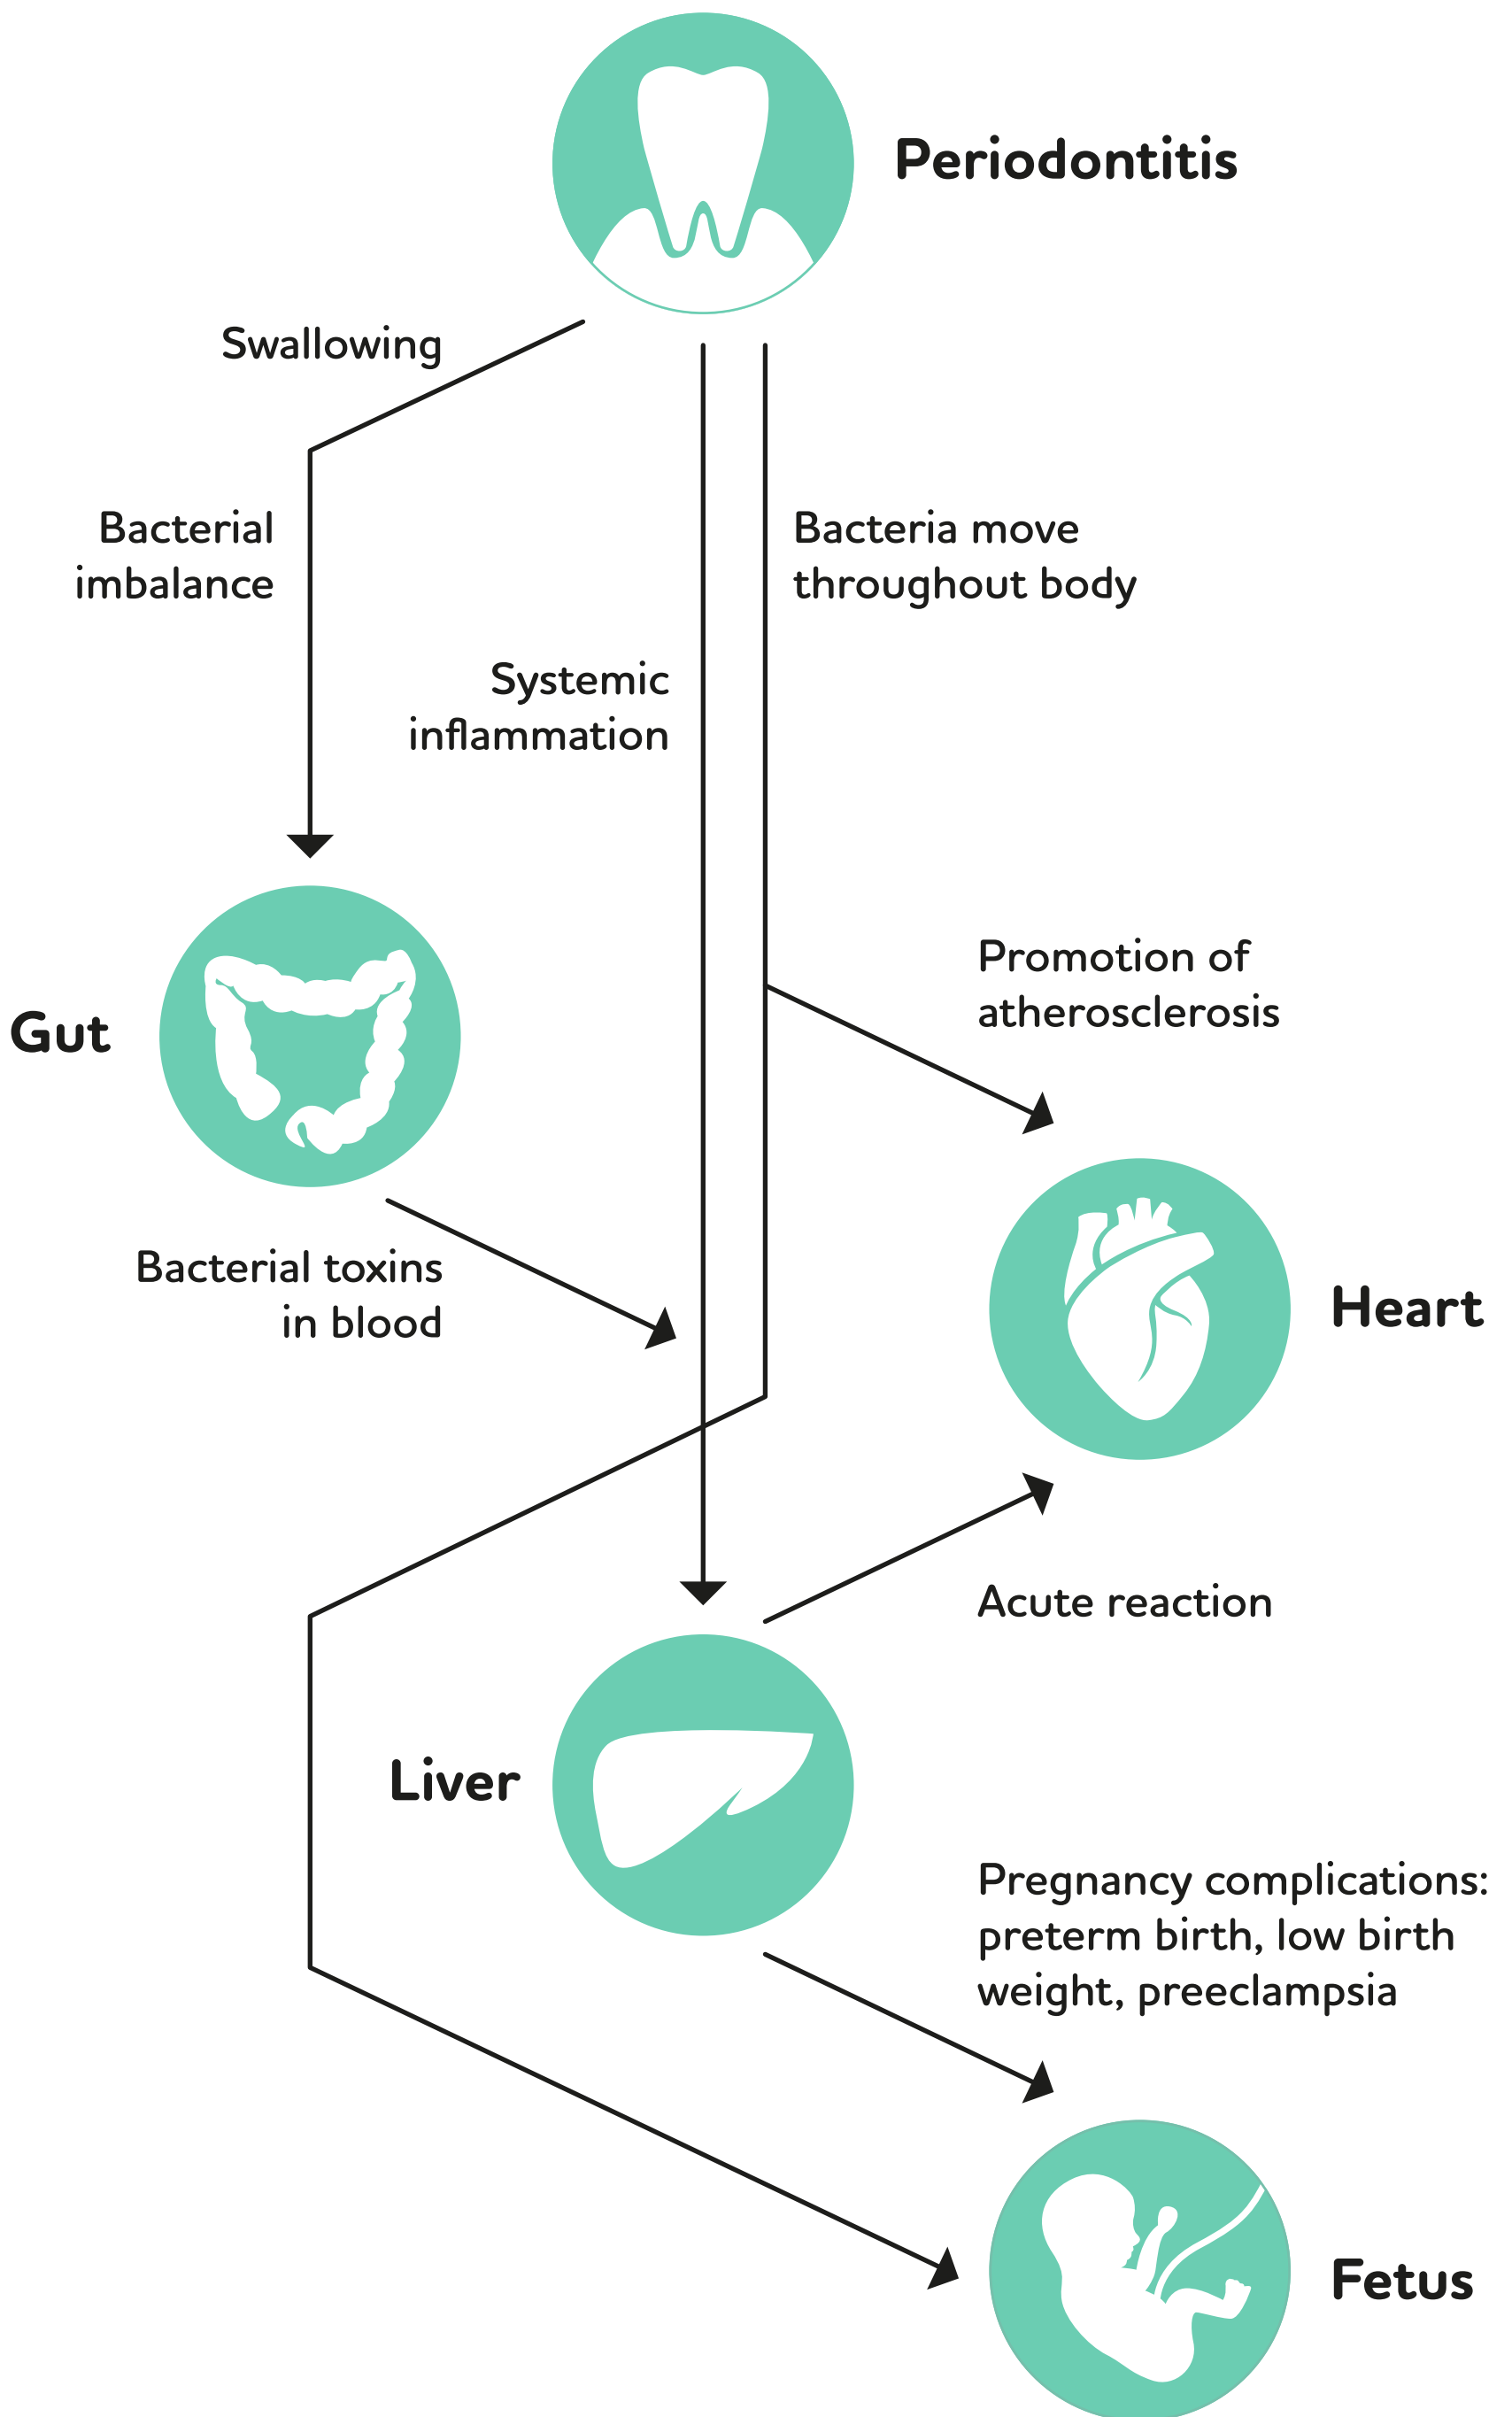 Periodontitis
Swallowing
Bacterial
imbalance
Bacteria move
throughout body
Systemic
inflammation
Promotion of
atherosclerosis
Gut
Bacterial toxins
in blood
Heart
Acute reaction
Liver
Pregnancy complications:
preterm birth, low birth
weight, preeclampsia
Fetus